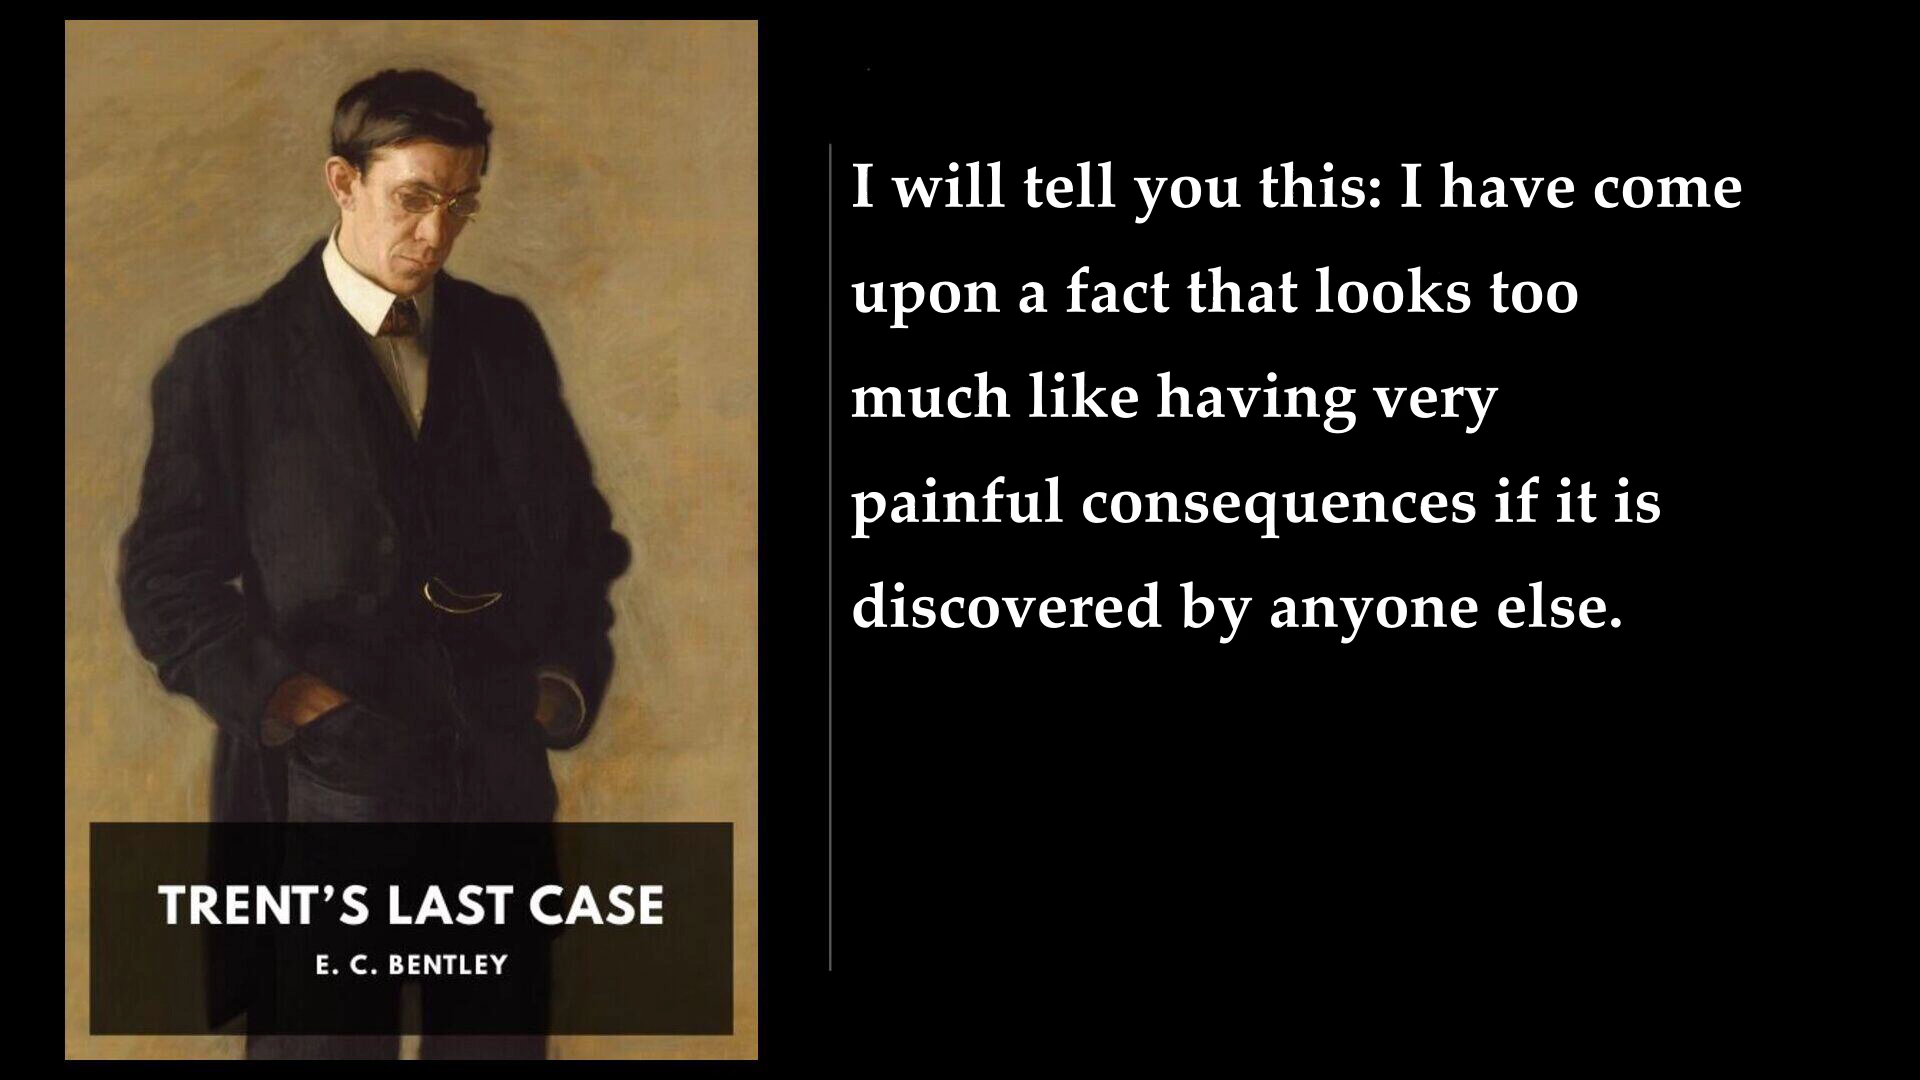 I will tell you this: I have come
upon a fact that looks too
much like having very
painful consequences if it is
discovered by anyone else.
TRENT’S LAST CASE
E. C. BENTLEY